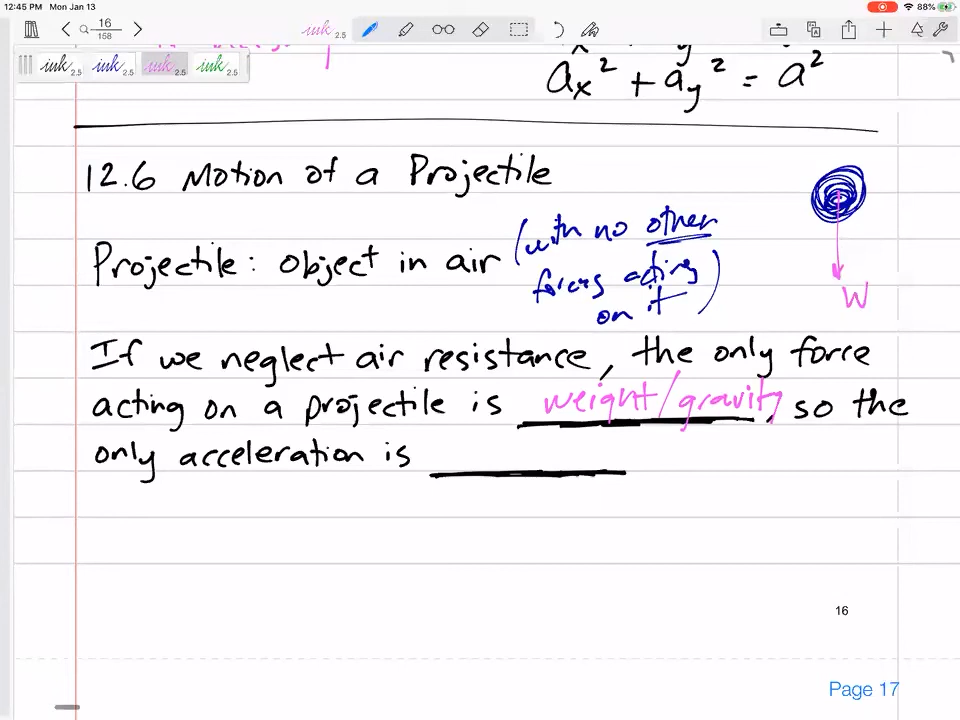 12:45 PM Mon Jan 13
88%
16
158
2.5
ink 2.5 ink 2.5 ink 2.5 ink 2.5
ax² + ay² = a²
12.6 Motion of a Projectile
Projectile: Object in air (with no other
forces acting
on it)
W
If we neglect air resistance, the only force
acting on a projectile is weight/gravity, so the
only acceleration is
16
Page 17